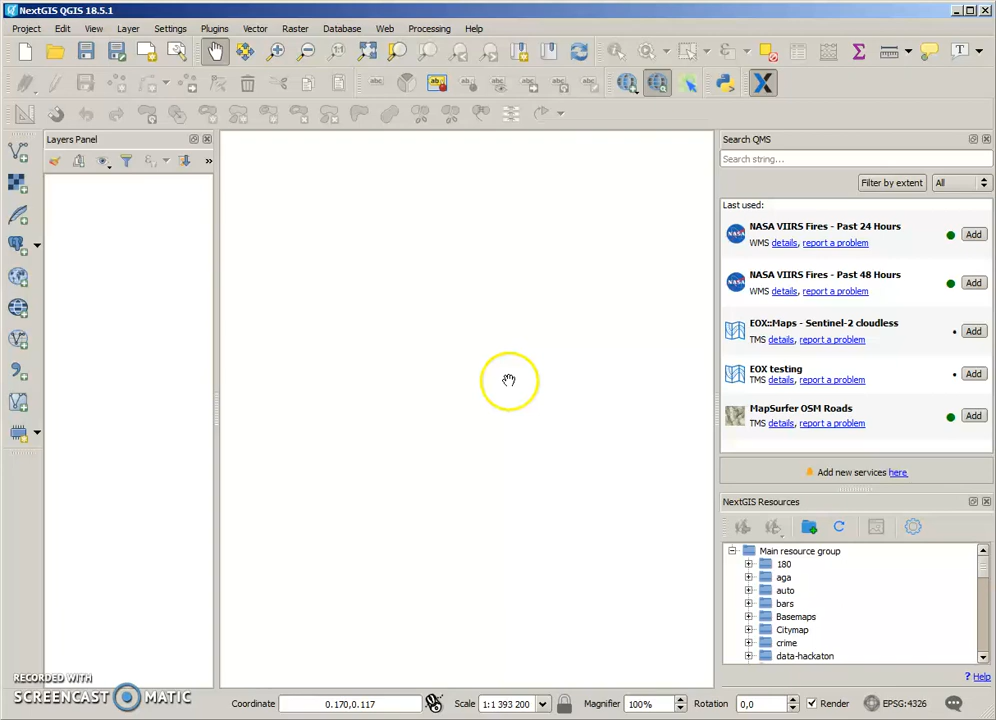 NextGIS QGIS 18.5.1
Project Edit View Layer Settings Plugins Vector Raster Database Web Processing Help
Layers Panel
Search QMS
Search string...
Filter by extent All
Last used:
NASA VIIRS Fires - Past 24 Hours
WMS details, report a problem
Add
NASA VIIRS Fires - Past 48 Hours
WMS details, report a problem
Add
EOX::Maps - Sentinel-2 cloudless
TMS details, report a problem
Add
EOX testing
TMS details, report a problem
Add
MapSurfer OSM Roads
TMS details, report a problem
Add
Add new services here
NextGIS Resources
Main resource group
180
aga
auto
bars
Basemaps
Citymap
crime
data-hackaton
? Help
RECORDED WITH
SCREENCAST MATIC
Coordinate 0.170,0.117 Scale 1:1 393 200 Magnifier 100% Rotation 0,0 Render EPSG:4326